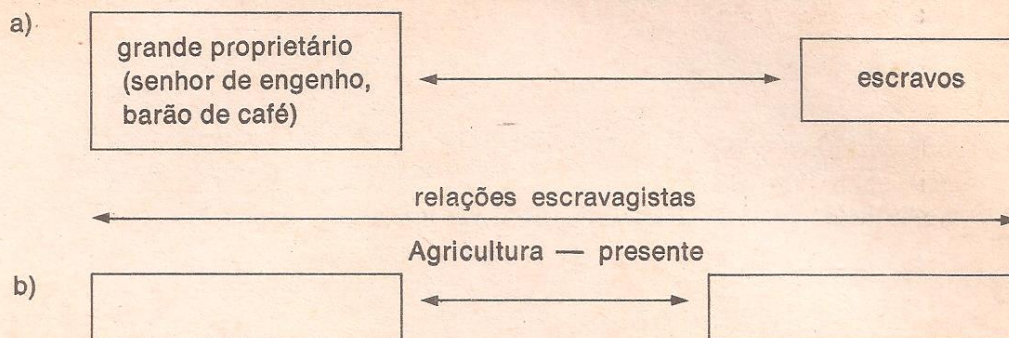 a)
grande proprietário
(senhor de engenho,
barão de café)
escravos
relações escravagistas
Agricultura — presente
b)